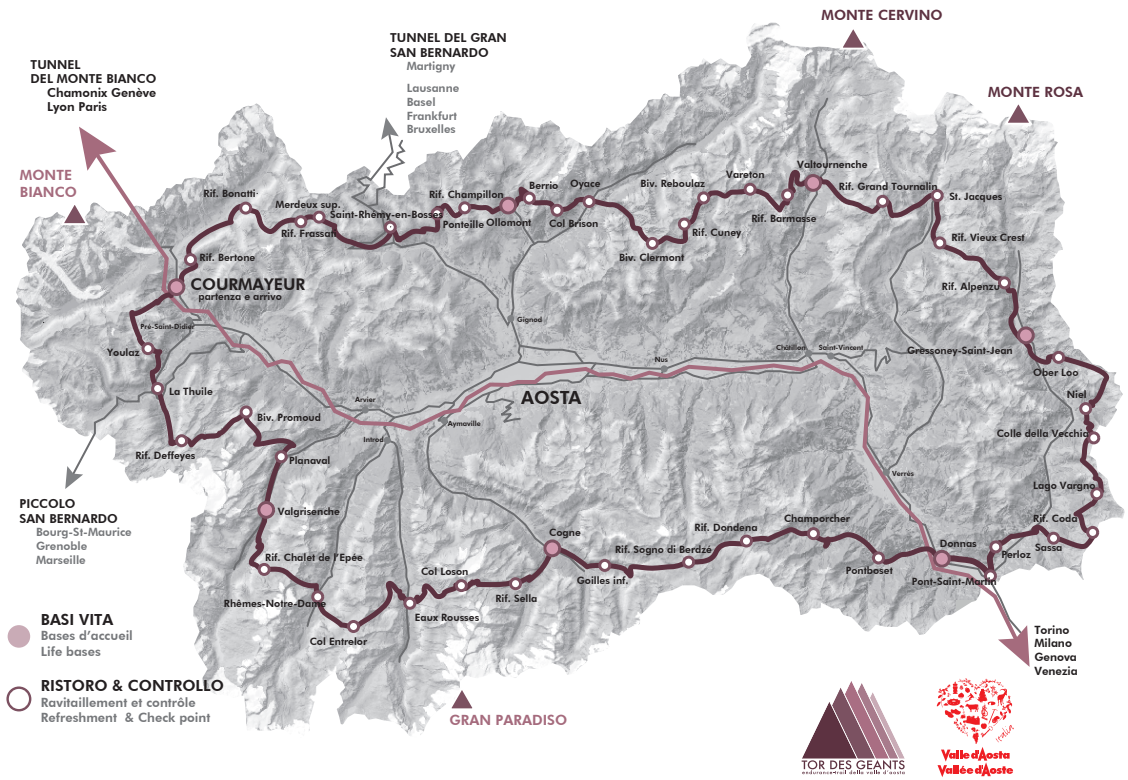 MONTE CERVINO
TUNNEL DEL GRAN
SAN BERNARDO
Martigny
Lausanne
Basel
Frankfurt
Bruxelles
TUNNEL
DEL MONTE BIANCO
Chamonix Genève
Lyon Paris
MONTE ROSA
MONTE
BIANCO
Rif. Bonatti
Merdeux sup.
Rif. Frassati
Saint-Rhémy-en-Bosses
Rif. Champillon
Ponteille
Ollomont
Berrio
Col Brison
Oyace
Biv. Reboulaz
Vareton
Valtournenche
Rif. Barmasse
Rif. Grand Tournalin
St. Jacques
Rif. Cuney
Biv. Clermont
Rif. Vieux Crest
Rif. Alpenzu
Rif. Bertone
COURMAYEUR
partenza e arrivo
Pré-Saint-Didier
Gignod
Youlaz
La Thuile
Nus
Châtillon
Saint-Vincent
Gressoney-Saint-Jean
Ober Loo
Niel
Colle della Vecchia
Lago Vargno
Rif. Coda
Sassa
Perloz
Arvier
Introd
Aymaville
AOSTA
Verrès
Biv. Promoud
Rif. Deffeyes
Planaval
Valgrisenche
Rif. Chalet de l'Epée
Rhêmes-Notre-Dame
Col Entrelor
Eaux Rousses
Col Loson
Rif. Sella
Cogne
Goilles inf.
Rif. Sogno di Berdzé
Rif. Dondena
Champorcher
Pontboset
Donnas
Pont-Saint-Martin
PICCOLO
SAN BERNARDO
Bourg-St-Maurice
Grenoble
Marseille
BASI VITA
Bases d'accueil
Life bases
RISTORO & CONTROLLO
Ravitaillement et contrôle
Refreshment & Check point
GRAN PARADISO
Torino
Milano
Genova
Venezia
TOR DES GEANTS
endurance-trail della valle d'aosta
italia
Valle d'Aosta
Vallée d'Aoste